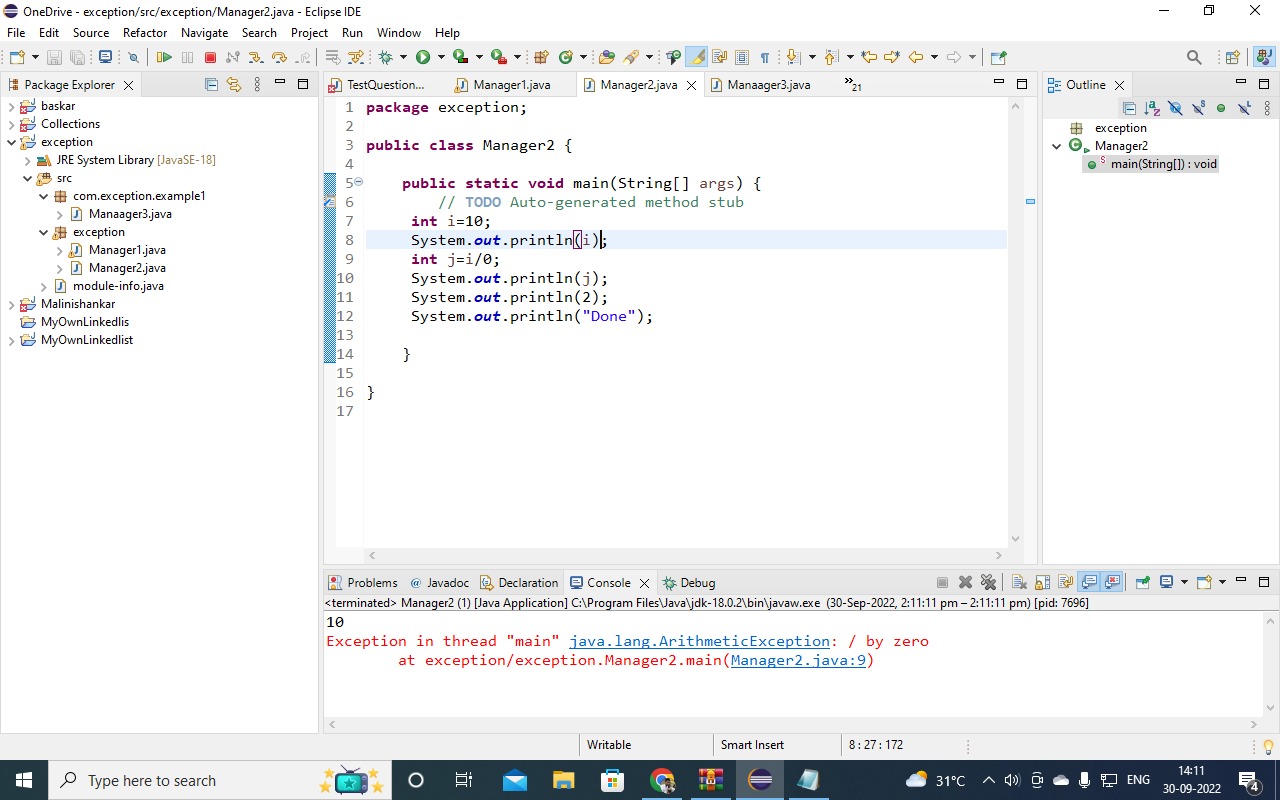 OneDrive - exception/src/exception/Manager2.java - Eclipse IDE
File Edit Source Refactor Navigate Search Project Run Window Help
Package Explorer
TestQuestion... Manager1.java Manager2.java Manaager3.java 21
Outline
baskar
Collections
exception
JRE System Library [JavaSE-18]
src
com.exception.example1
Manaager3.java
exception
Manager1.java
Manager2.java
module-info.java
Malinishankar
MyOwnLinkedlis
MyOwnLinkedlist
1 package exception;
2
3 public class Manager2 {
4
5 public static void main(String[] args) {
6 // TODO Auto-generated method stub
7 int i=10;
8 System.out.println(i);
9 int j=i/0;
10 System.out.println(j);
11 System.out.println(2);
12 System.out.println("Done");
13
14 }
15
16 }
17
exception
Manager2
main(String[]) : void
Problems Javadoc Declaration Console Debug
<terminated> Manager2 (1) [Java Application] C:\Program Files\Java\jdk-18.0.2\bin\javaw.exe (30-Sep-2022, 2:11:11 pm – 2:11:11 pm) [pid: 7696]
10
Exception in thread "main" java.lang.ArithmeticException: / by zero
at exception/exception.Manager2.main(Manager2.java:9)
Writable Smart Insert 8 : 27 : 172
Type here to search
31°C ENG 14:11
30-09-2022
4